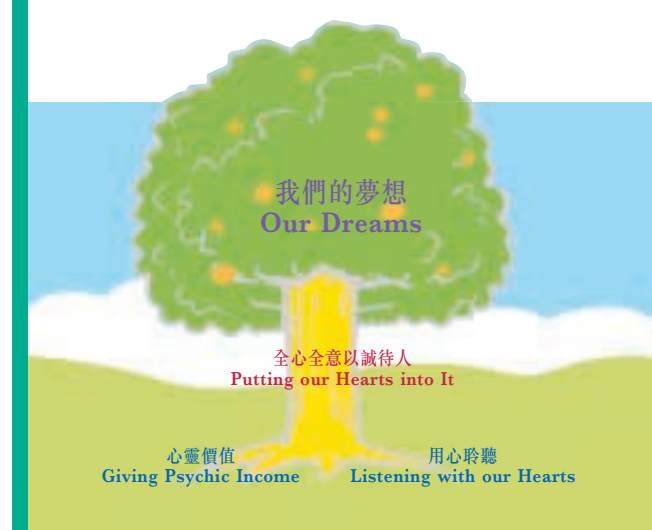 我們的夢想
Our Dreams
全心全意以誠待人
Putting our Hearts into It
心靈價值
Giving Psychic Income
用心聆聽
Listening with our Hearts